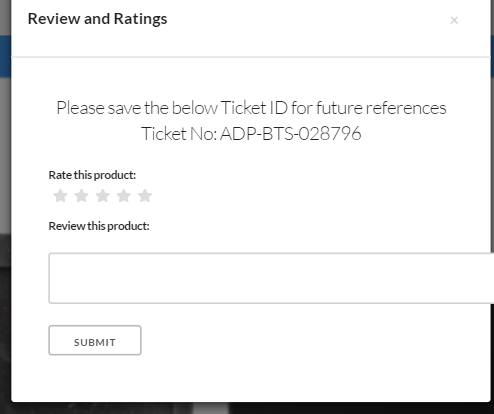 Review and Ratings
×
Please save the below Ticket ID for future references
Ticket No: ADP-BTS-028796
Rate this product:
Review this product:
SUBMIT